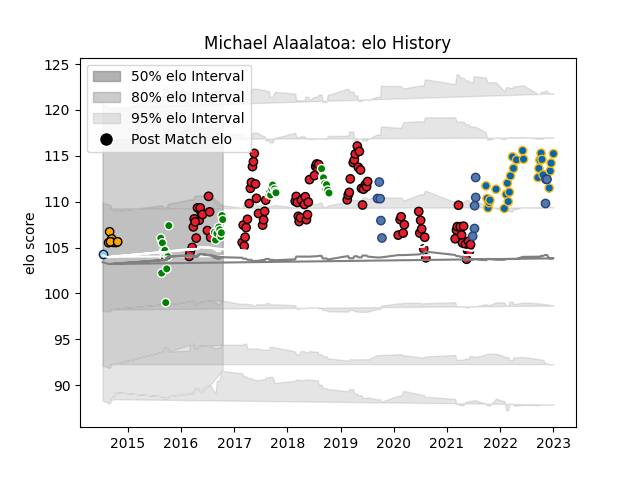 Michael Alaalatoa: elo History
50% elo Interval
80% elo Interval
95% elo Interval
Post Match elo
elo score
125
120
115
110
105
100
95
90
2015 2016 2017 2018 2019 2020 2021 2022 2023